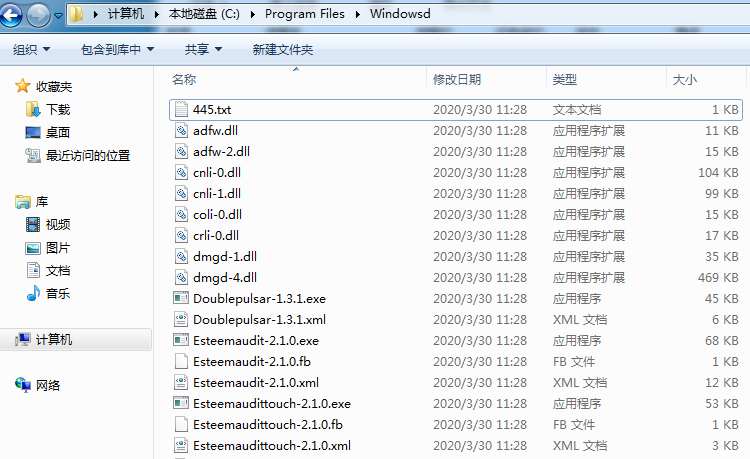 计算机 本地磁盘 (C:) Program Files Windowsd
组织 包含到库中 共享 新建文件夹
收藏夹
下载
桌面
最近访问的位置
库
视频
图片
文档
音乐
计算机
网络
名称 修改日期 类型 大小
445.txt 2020/3/30 11:28 文本文档 1 KB
adfw.dll 2020/3/30 11:28 应用程序扩展 11 KB
adfw-2.dll 2020/3/30 11:28 应用程序扩展 15 KB
cnli-0.dll 2020/3/30 11:28 应用程序扩展 104 KB
cnli-1.dll 2020/3/30 11:28 应用程序扩展 99 KB
coli-0.dll 2020/3/30 11:28 应用程序扩展 15 KB
crli-0.dll 2020/3/30 11:28 应用程序扩展 17 KB
dmgd-1.dll 2020/3/30 11:28 应用程序扩展 35 KB
dmgd-4.dll 2020/3/30 11:28 应用程序扩展 469 KB
Doublepulsar-1.3.1.exe 2020/3/30 11:28 应用程序 45 KB
Doublepulsar-1.3.1.xml 2020/3/30 11:28 XML 文档 6 KB
Esteemaudit-2.1.0.exe 2020/3/30 11:28 应用程序 68 KB
Esteemaudit-2.1.0.fb 2020/3/30 11:28 FB 文件 1 KB
Esteemaudit-2.1.0.xml 2020/3/30 11:28 XML 文档 12 KB
Esteemaudittouch-2.1.0.exe 2020/3/30 11:28 应用程序 53 KB
Esteemaudittouch-2.1.0.fb 2020/3/30 11:28 FB 文件 1 KB
Esteemaudittouch-2.1.0.xml 2020/3/30 11:28 XML 文档 3 KB